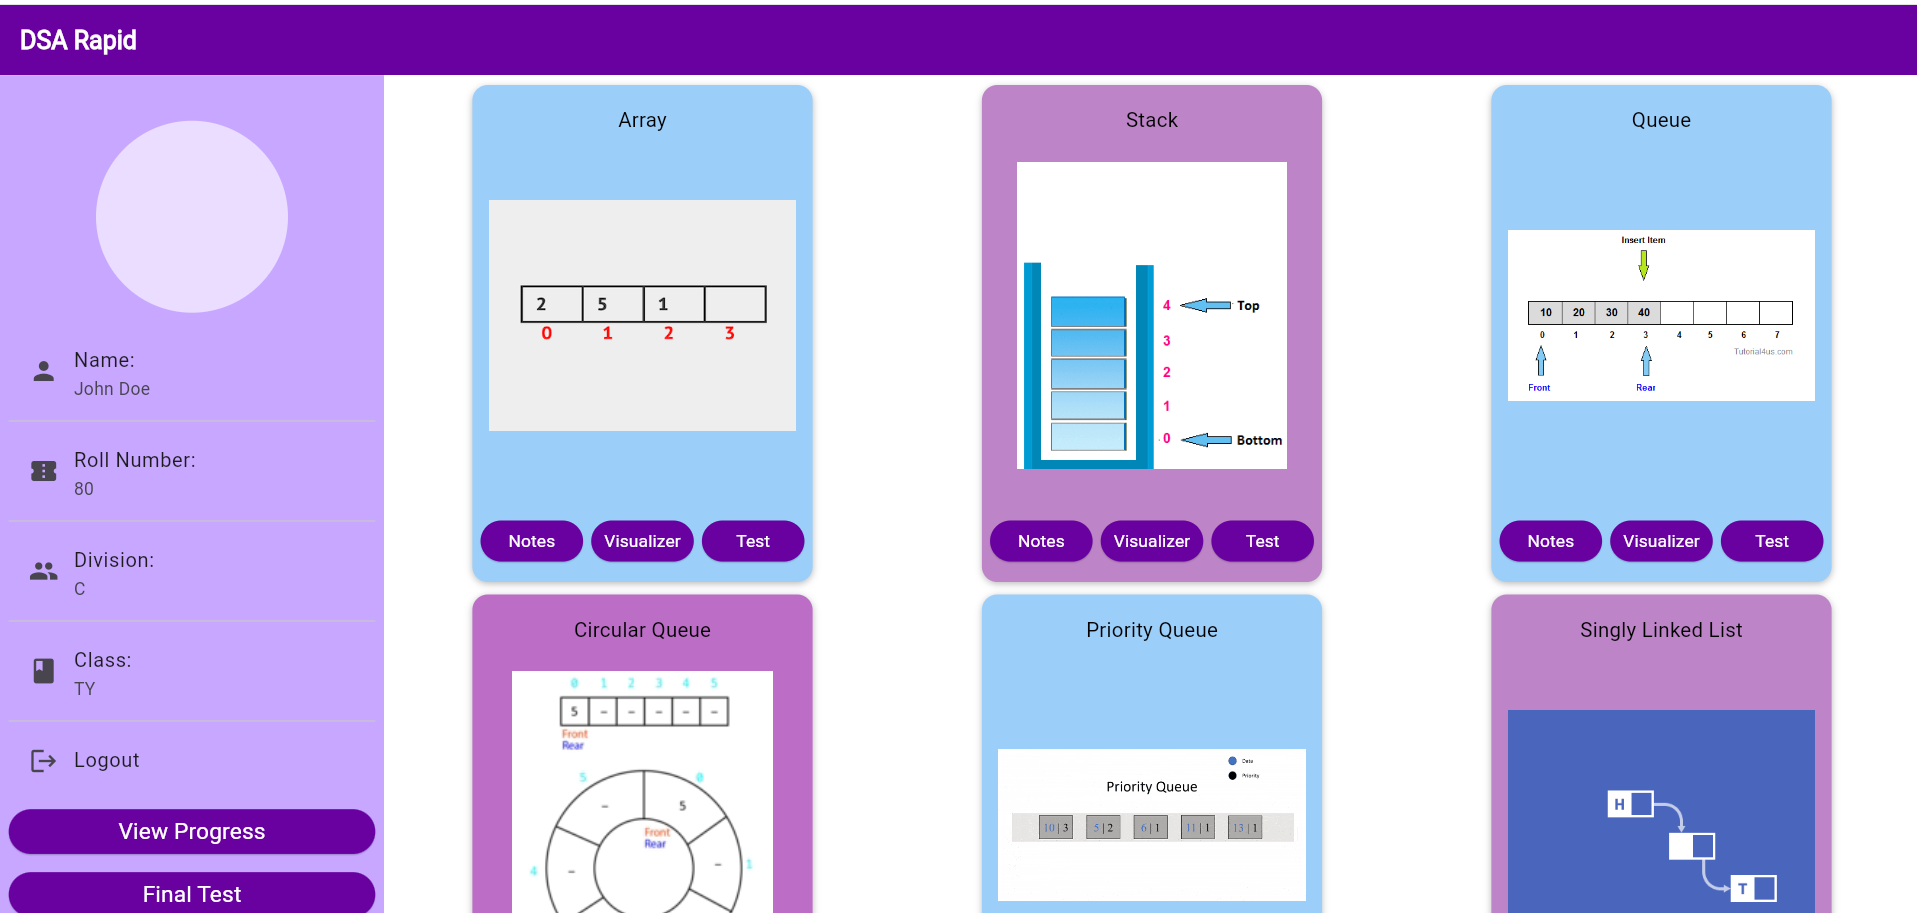 DSA Rapid
Name:
John Doe
Roll Number:
80
Division:
C
Class:
TY
Logout
View Progress
Final Test
Array
2 5 1
0 1 2 3
Notes Visualizer Test
Stack
4 Top
3
2
1
0 Bottom
Notes Visualizer Test
Queue
Insert Item
10 20 30 40
0 1 2 3 4 5 6 7
Tutorial4us.com
Front Rear
Notes Visualizer Test
Circular Queue
0 1 2 3 4 5
5 - - - - -
Front
Rear
5 0
- 5
Front
Rear
4 - - 1
Priority Queue
Data
Priority
Priority Queue
10 | 3 5 | 2 6 | 1 11 | 1 13 | 1
Singly Linked List
H
T